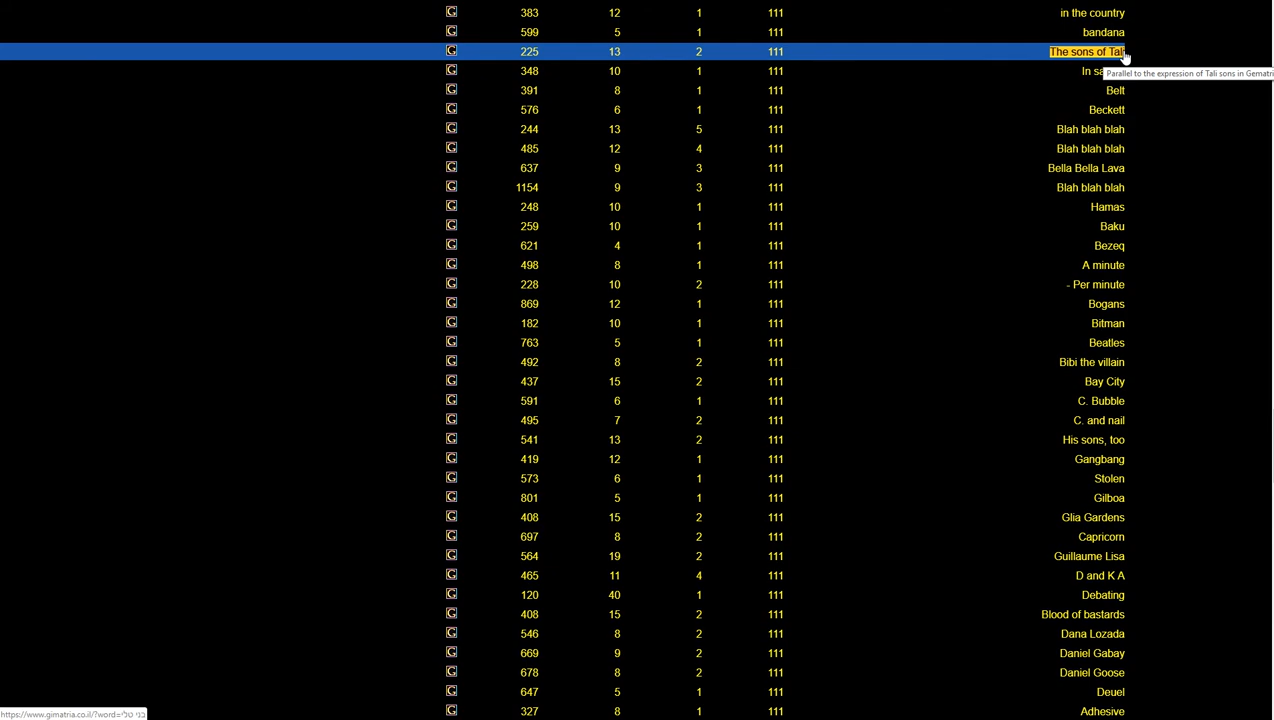 G 383 12 1 111 in the country
G 599 5 1 111 bandana
G 225 13 2 111 The sons of Tali
G 348 10 1 111 In sa
Parallel to the expression of Tali sons in Gematri
G 391 8 1 111 Belt
G 576 6 1 111 Beckett
G 244 13 5 111 Blah blah blah
G 485 12 4 111 Blah blah blah
G 637 9 3 111 Bella Bella Lava
G 1154 9 3 111 Blah blah blah
G 248 10 1 111 Hamas
G 259 10 1 111 Baku
G 621 4 1 111 Bezeq
G 498 8 1 111 A minute
G 228 10 2 111 - Per minute
G 869 12 1 111 Bogans
G 182 10 1 111 Bitman
G 763 5 1 111 Beatles
G 492 8 2 111 Bibi the villain
G 437 15 2 111 Bay City
G 591 6 1 111 C. Bubble
G 495 7 2 111 C. and nail
G 541 13 2 111 His sons, too
G 419 12 1 111 Gangbang
G 573 6 1 111 Stolen
G 801 5 1 111 Gilboa
G 408 15 2 111 Glia Gardens
G 697 8 2 111 Capricorn
G 564 19 2 111 Guillaume Lisa
G 465 11 4 111 D and K A
G 120 40 1 111 Debating
G 408 15 2 111 Blood of bastards
G 546 8 2 111 Dana Lozada
G 669 9 2 111 Daniel Gabay
G 678 8 2 111 Daniel Goose
G 647 5 1 111 Deuel
G 327 8 1 111 Adhesive
https://www.gimatria.co.il/?word=בני טלי